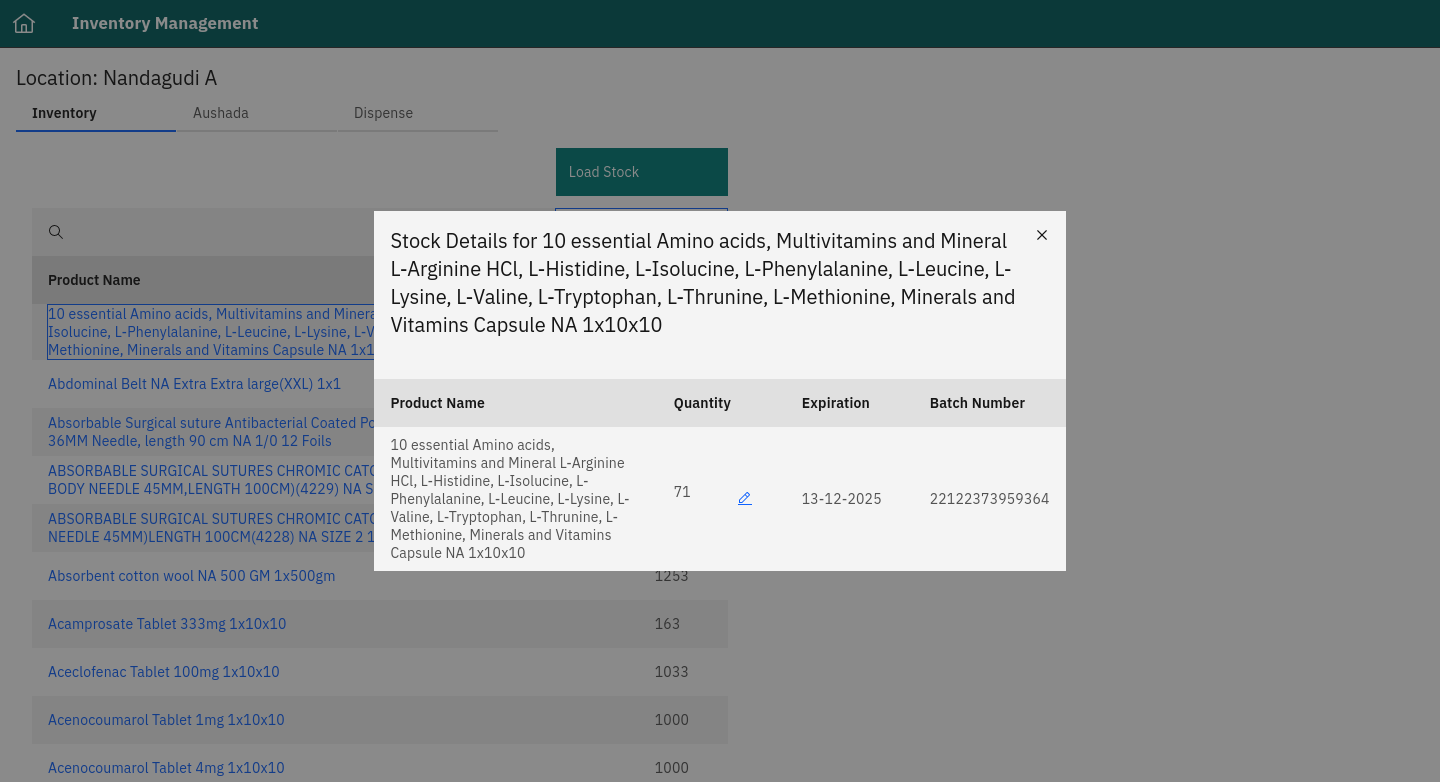 Inventory Management
Location: Nandagudi A
Inventory
Aushada
Dispense
Load Stock
Product Name
10 essential Amino acids, Multivitamins and Minera
Isolucine, L-Phenylalanine, L-Leucine, L-Lysine, L-V
Methionine, Minerals and Vitamins Capsule NA 1x1
Abdominal Belt NA Extra Extra large(XXL) 1x1
Absorbable Surgical suture Antibacterial Coated Po
36MM Needle, length 90 cm NA 1/0 12 Foils
ABSORBABLE SURGICAL SUTURES CHROMIC CATG
BODY NEEDLE 45MM,LENGTH 100CM)(4229) NA S
ABSORBABLE SURGICAL SUTURES CHROMIC CATG
NEEDLE 45MM)LENGTH 100CM(4228) NA SIZE 2 1
Absorbent cotton wool NA 500 GM 1x500gm
1253
Acamprosate Tablet 333mg 1x10x10
163
Aceclofenac Tablet 100mg 1x10x10
1033
Acenocoumarol Tablet 1mg 1x10x10
1000
Acenocoumarol Tablet 4mg 1x10x10
1000
Stock Details for 10 essential Amino acids, Multivitamins and Mineral
L-Arginine HCl, L-Histidine, L-Isolucine, L-Phenylalanine, L-Leucine, L-
Lysine, L-Valine, L-Tryptophan, L-Thrunine, L-Methionine, Minerals and
Vitamins Capsule NA 1x10x10
Product Name
Quantity
Expiration
Batch Number
10 essential Amino acids,
Multivitamins and Mineral L-Arginine
HCl, L-Histidine, L-Isolucine, L-
Phenylalanine, L-Leucine, L-Lysine, L-
Valine, L-Tryptophan, L-Thrunine, L-
Methionine, Minerals and Vitamins
Capsule NA 1x10x10
71
13-12-2025
22122373959364